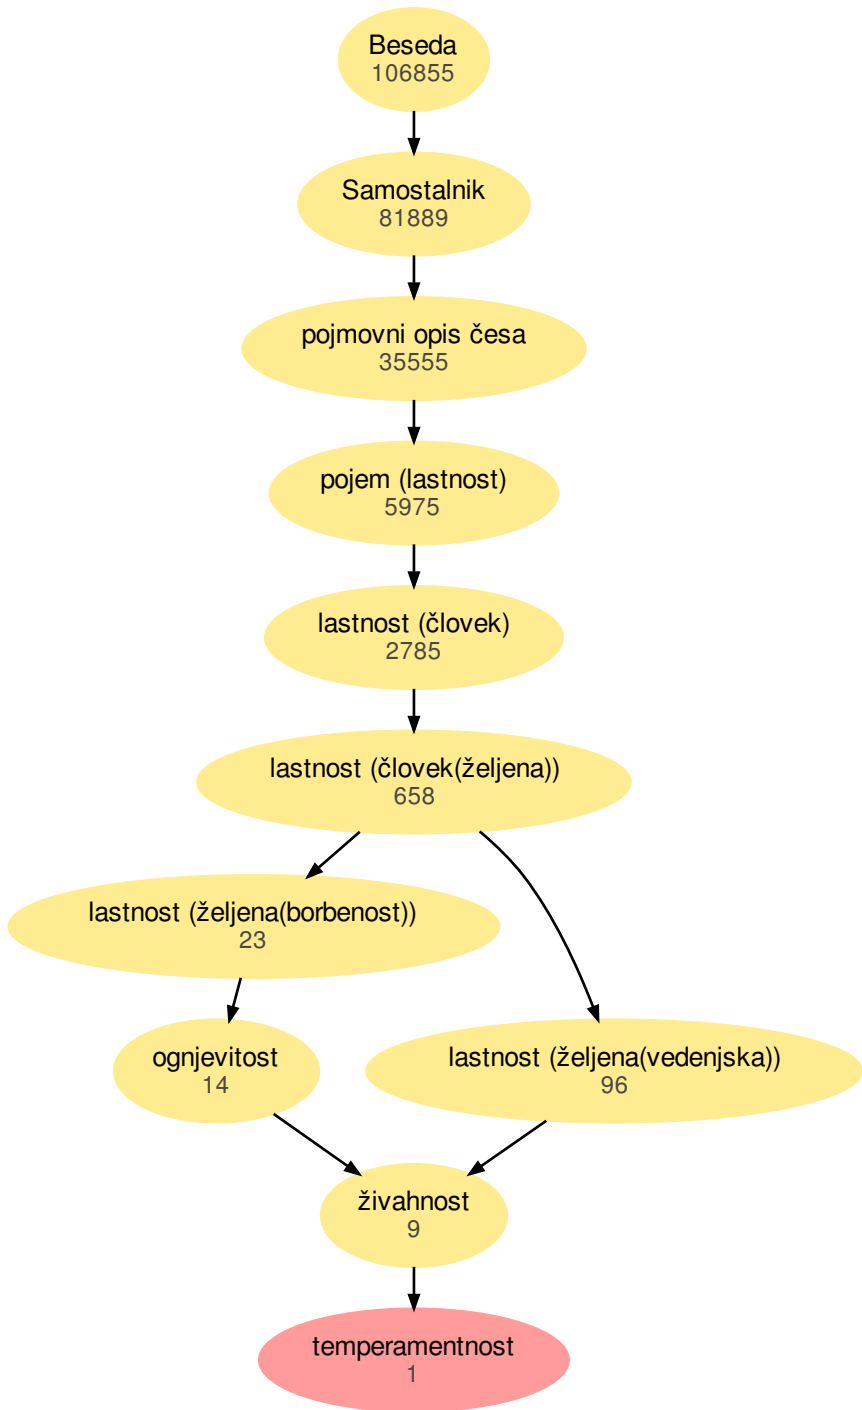 Beseda
106855
Samostalnik
81889
pojmovni opis česa
35555
pojem (lastnost)
5975
lastnost (človek)
2785
lastnost (človek(željena))
658
lastnost (željena(borbenost))
23
ognjevitost
14
lastnost (željena(vedenjska))
96
živahnost
9
temperamentnost
1